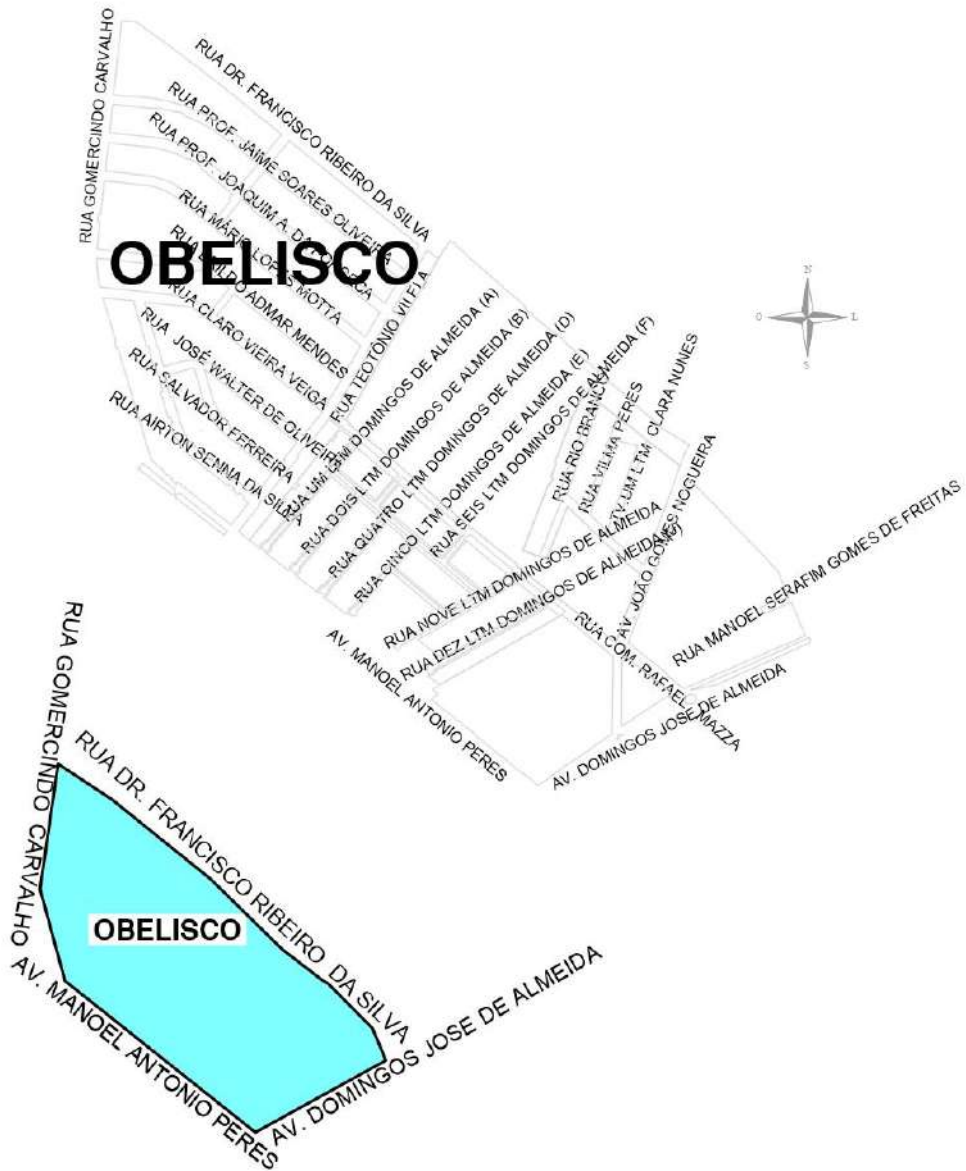 RUA GOMERCINDO CARVALHO
RUA DR. FRANCISCO RIBEIRO DA SILVA
RUA PROF. JAIME SOARES OLIVEIRA
RUA PROF. JOAQUIM A. DA FONSECA
RUA MÁRIO LOPES MOTTA
OBELISCO
ADMAR MENDES
RUA CLARO VIEIRA VEIGA
RUA JOSÉ WALTER DE OLIVEIRA
RUA SALVADOR FERREIRA
RUA AIRTON SENNA DA SILVA
RUA TEOTÔNIO VILELA
RUA UM LTM DOMINGOS DE ALMEIDA (A)
RUA DOIS LTM DOMINGOS DE ALMEIDA (B)
RUA QUATRO LTM DOMINGOS DE ALMEIDA (D)
RUA CINCO LTM DOMINGOS DE ALMEIDA (E)
RUA SEIS LTM DOMINGOS DE ALMEIDA (F)
RUA RIO BRANCO
RUA VILMA PERES
UM LTM CLARA NUNES
AV. JOÃO GOMES NOGUEIRA
RUA NOVE LTM DOMINGOS DE ALMEIDA
RUA DEZ LTM DOMINGOS DE ALMEIDA
RUA MANOEL SERAFIM GOMES DE FREITAS
RUA COM. RAFAEL MAZZA
AV. MANOEL ANTONIO PERES
AV. DOMINGOS JOSE DE ALMEIDA
N
O
L
S
RUA GOMERCINDO CARVALHO
RUA DR. FRANCISCO RIBEIRO DA SILVA
OBELISCO
AV. MANOEL ANTONIO PERES
AV. DOMINGOS JOSE DE ALMEIDA